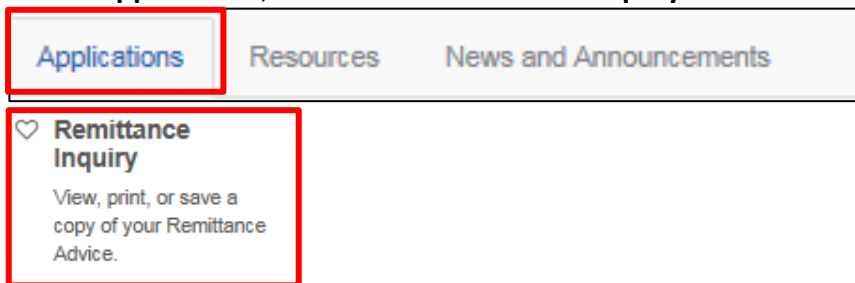 Applications Resources News and Announcements
Remittance
Inquiry
View, print, or save a
copy of your Remittance
Advice.